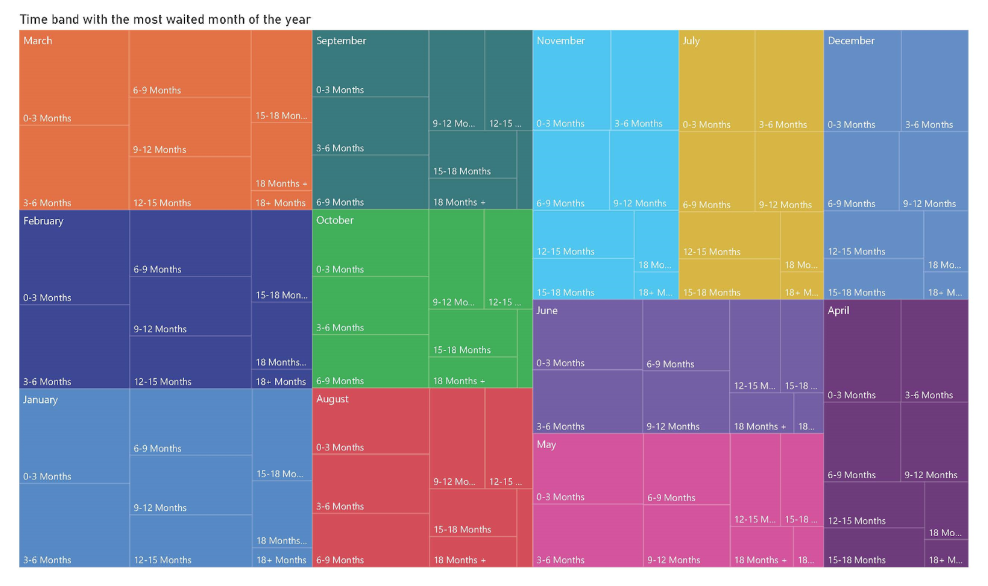 Time band with the most waited month of the year
March
0-3 Months
3-6 Months
6-9 Months
9-12 Months
12-15 Months
15-18 Mon...
18 Months +
18+ Months
September
0-3 Months
3-6 Months
6-9 Months
9-12 Mo...
12-15 ...
15-18 Months
18 Months +
November
0-3 Months
3-6 Months
6-9 Months
9-12 Months
12-15 Months
15-18 Months
18 Mo...
18+ M...
July
0-3 Months
3-6 Months
6-9 Months
9-12 Months
12-15 Months
15-18 Months
18 Mo...
18+ M...
December
0-3 Months
3-6 Months
6-9 Months
9-12 Months
12-15 Months
15-18 Months
18 Mo...
18+ M...
February
0-3 Months
3-6 Months
6-9 Months
9-12 Months
12-15 Months
15-18 Mon...
18 Months...
18+ Months
October
0-3 Months
3-6 Months
6-9 Months
9-12 Mo...
12-15 ...
15-18 Months
18 Months +
June
0-3 Months
3-6 Months
6-9 Months
9-12 Months
12-15 M...
15-18 ...
18 Months +
18...
April
0-3 Months
3-6 Months
6-9 Months
9-12 Months
12-15 Months
15-18 Months
18 Mo...
18+ M...
January
0-3 Months
3-6 Months
6-9 Months
9-12 Months
12-15 Months
15-18 Mo...
18 Months...
18+ Months
August
0-3 Months
3-6 Months
6-9 Months
9-12 Mo...
12-15 ...
15-18 Months
18 Months +
May
0-3 Months
3-6 Months
6-9 Months
9-12 Months
12-15 M...
15-18 ...
18 Months +
18...